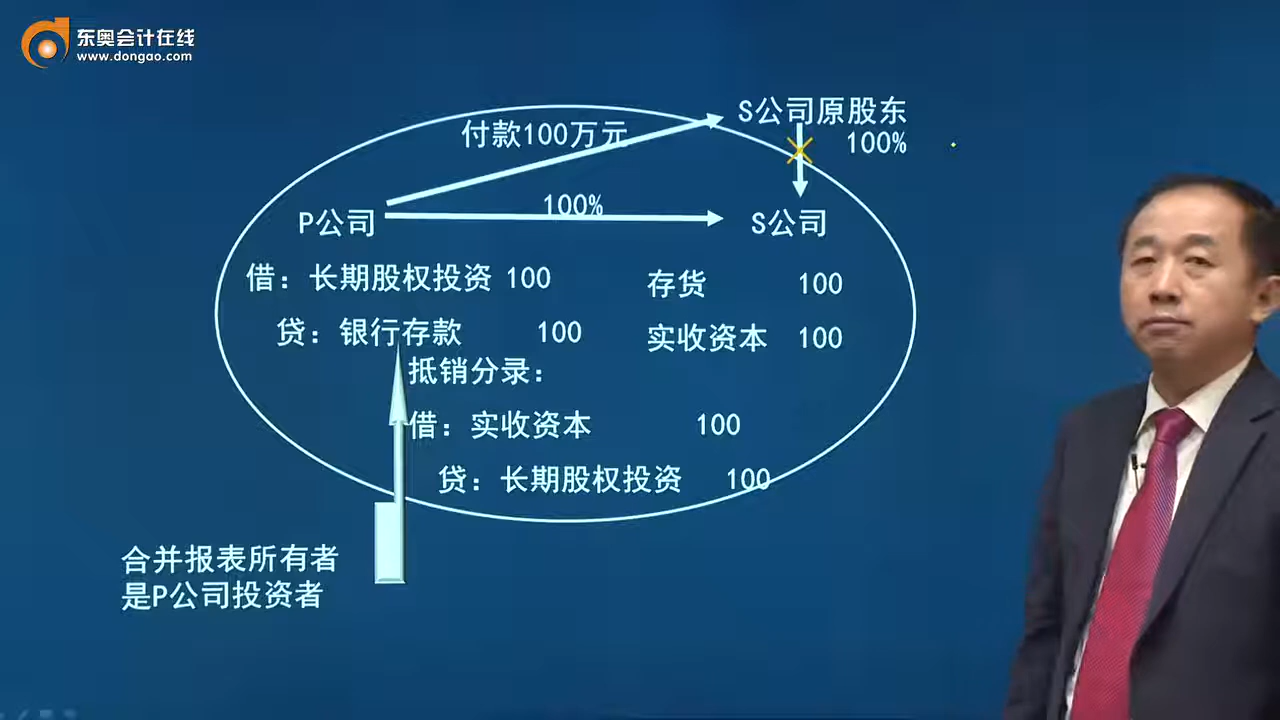 东奥会计在线
www.dongao.com
S公司原股东
付款100万元
100%
100%
P公司
S公司
借：长期股权投资 100
存货 100
贷：银行存款 100
实收资本 100
抵销分录：
借：实收资本 100
贷：长期股权投资 100
合并报表所有者
是P公司投资者